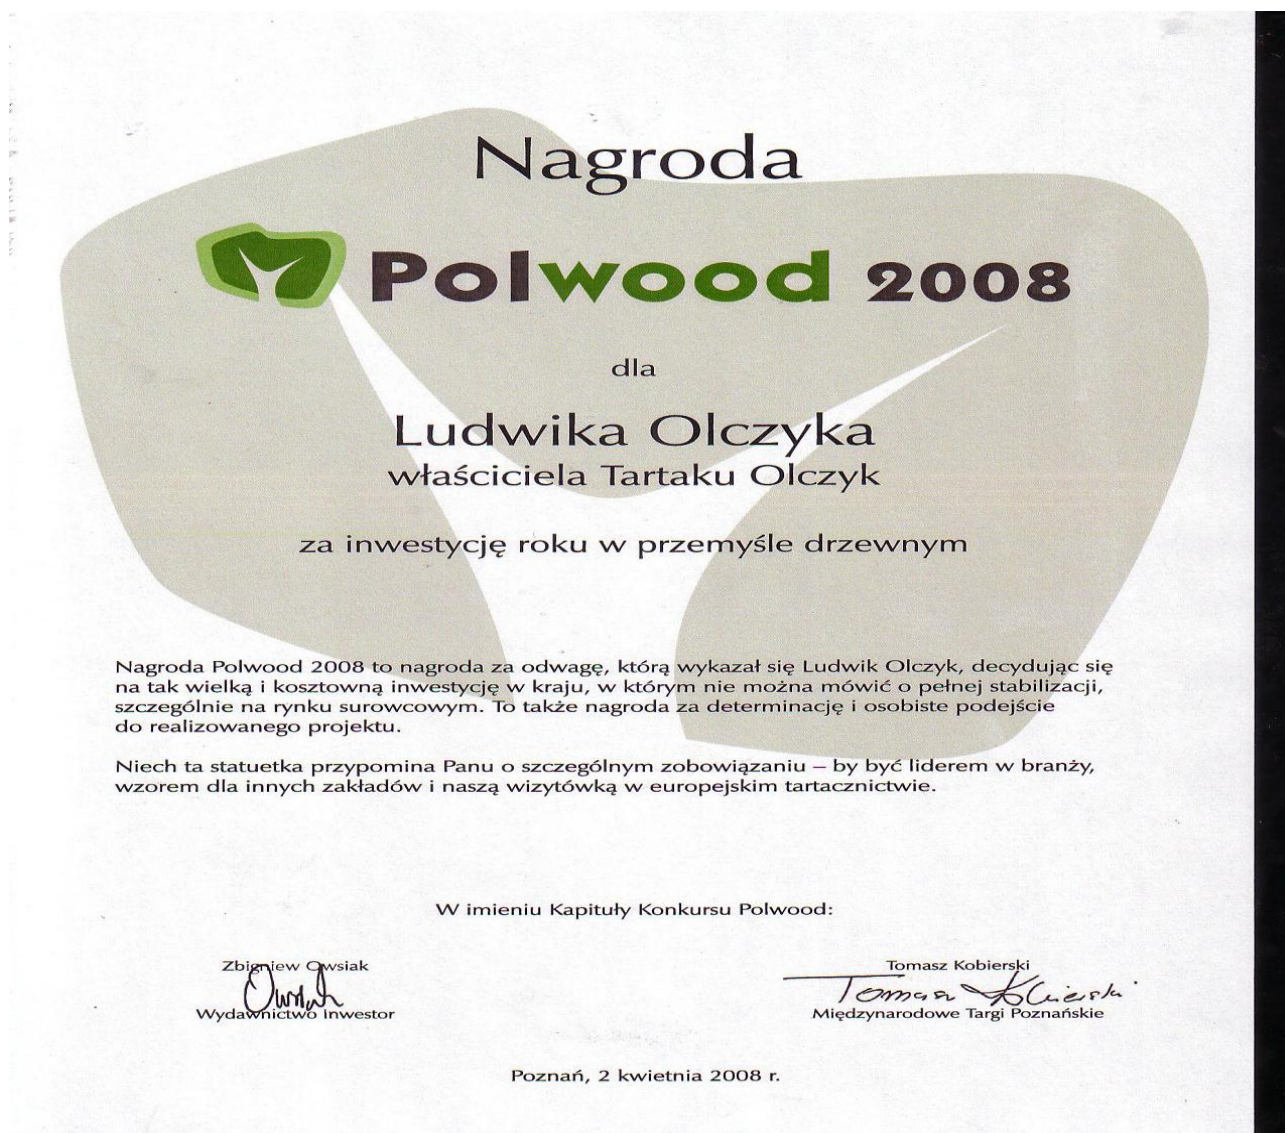 Nagroda
Polwood 2008
dla
Ludwika Olczyka
właściciela Tartaku Olczyk
za inwestycję roku w przemyśle drzewnym
Nagroda Polwood 2008 to nagroda za odwagę, którą wykazał się Ludwik Olczyk, decydując się
na tak wielką i kosztowną inwestycję w kraju, w którym nie można mówić o pełnej stabilizacji,
szczególnie na rynku surowcowym. To także nagroda za determinację i osobiste podejście
do realizowanego projektu.
Niech ta statuetka przypomina Panu o szczególnym zobowiązaniu – by być liderem w branży,
wzorem dla innych zakładów i naszą wizytówką w europejskim tartacznictwie.
W imieniu Kapituły Konkursu Polwood:
Zbigniew Owsiak
Owsiak
Wydawnictwo Inwestor
Tomasz Kobierski
Tomasz Kobierski
Międzynarodowe Targi Poznańskie
Poznań, 2 kwietnia 2008 r.